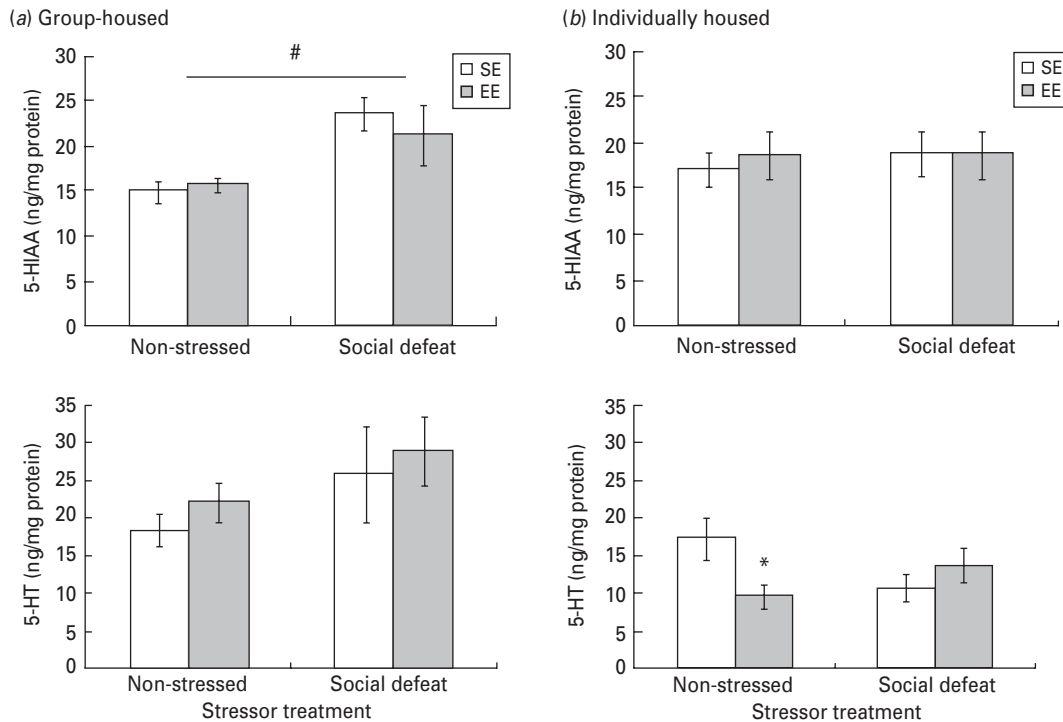 (a) Group-housed
30
25
20
15
10
5
0
5-HIAA (ng/mg protein)
#
SE
EE
Non-stressed
Social defeat
35
30
25
20
15
10
5
0
5-HT (ng/mg protein)
Non-stressed
Social defeat
Stressor treatment
(b) Individually housed
30
25
20
15
10
5
0
5-HIAA (ng/mg protein)
SE
EE
Non-stressed
Social defeat
35
30
25
20
15
10
5
0
5-HT (ng/mg protein)
*
Non-stressed
Social defeat
Stressor treatment